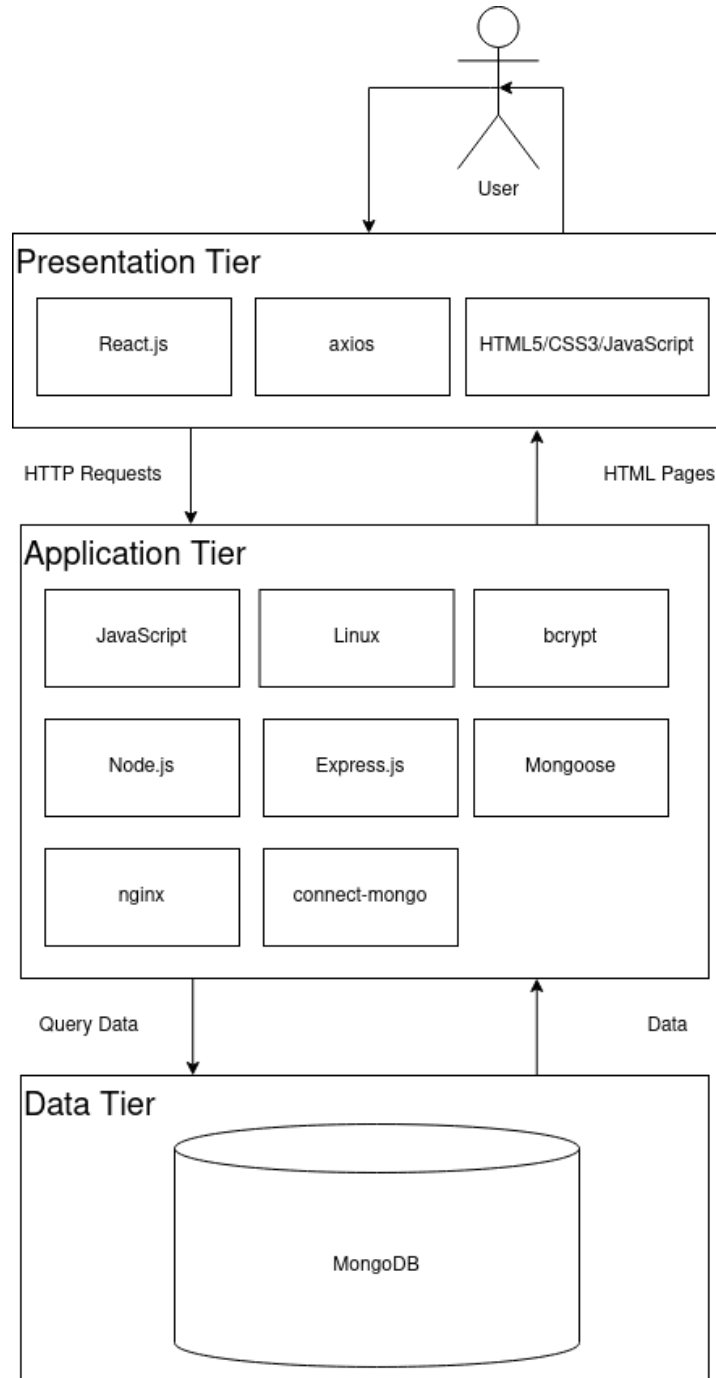 User
Presentation Tier
React.js
axios
HTML5/CSS3/JavaScript
HTTP Requests
HTML Pages
Application Tier
JavaScript
Linux
bcrypt
Node.js
Express.js
Mongoose
nginx
connect-mongo
Query Data
Data
Data Tier
MongoDB